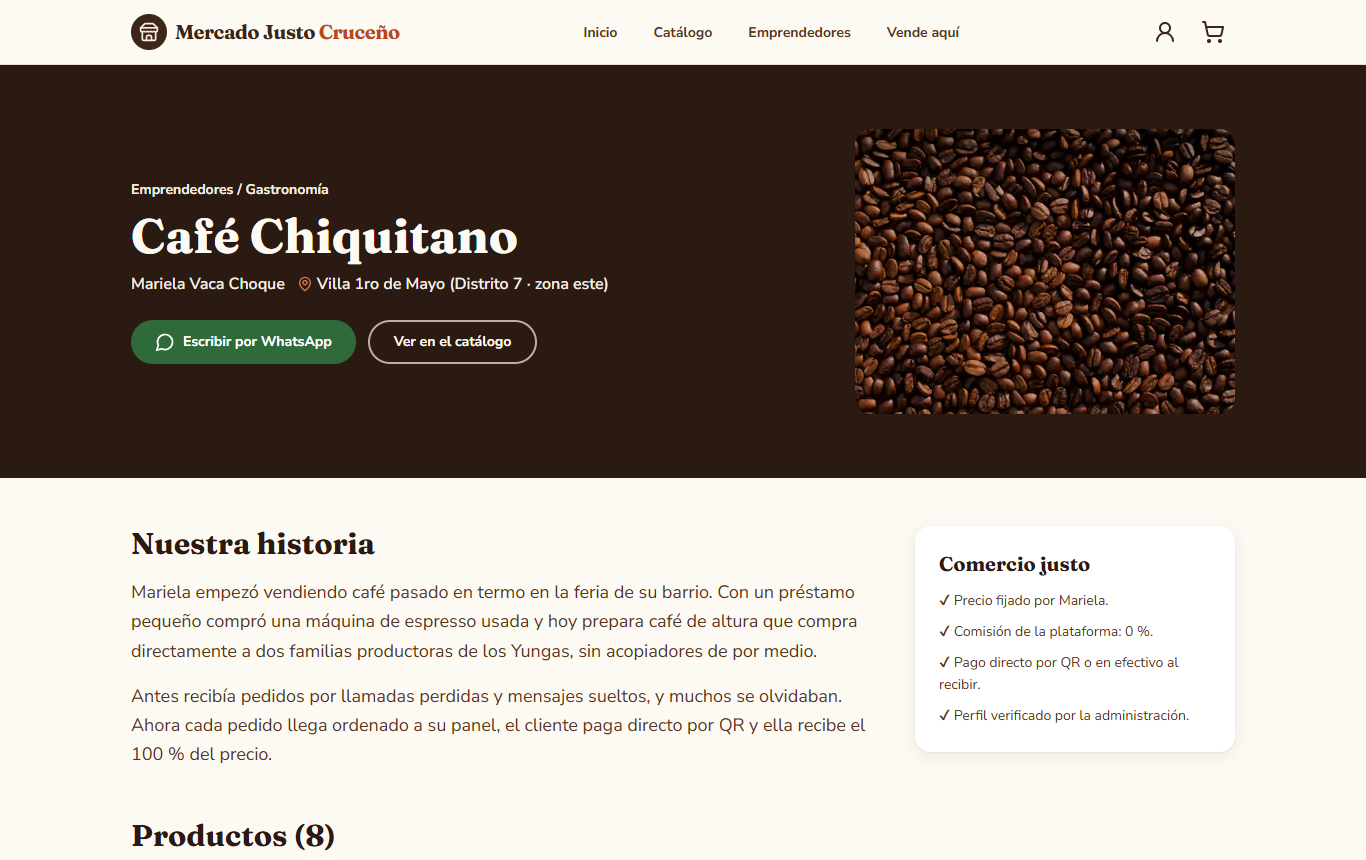 Mercado Justo Cruceño
Inicio
Catálogo
Emprendedores
Vende aquí
Emprendedores / Gastronomía
Café Chiquitano
Mariela Vaca Choque Villa 1ro de Mayo (Distrito 7 · zona este)
Escribir por WhatsApp
Ver en el catálogo
Nuestra historia
Mariela empezó vendiendo café pasado en termo en la feria de su barrio. Con un préstamo
pequeño compró una máquina de espresso usada y hoy prepara café de altura que compra
directamente a dos familias productoras de los Yungas, sin acopiadores de por medio.
Antes recibía pedidos por llamadas perdidas y mensajes sueltos, y muchos se olvidaban.
Ahora cada pedido llega ordenado a su panel, el cliente paga directo por QR y ella recibe el
100 % del precio.
Comercio justo
✓ Precio fijado por Mariela.
✓ Comisión de la plataforma: 0 %.
✓ Pago directo por QR o en efectivo al
recibir.
✓ Perfil verificado por la administración.
Productos (8)